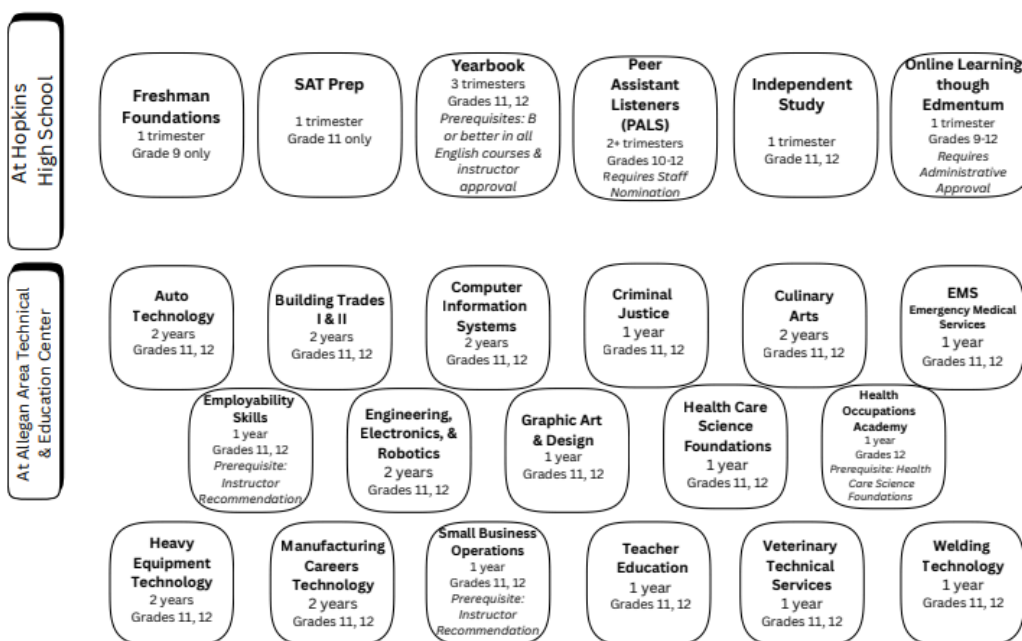 At Hopkins
High School
Freshman
Foundations
1 trimester
Grade 9 only
SAT Prep
1 trimester
Grade 11 only
Yearbook
3 trimesters
Grades 11, 12
Prerequisites: B
or better in all
English courses &
instructor
approval
Peer
Assistant
Listeners
(PALS)
2+ trimesters
Grades 10-12
Requires Staff
Nomination
Independent
Study
1 trimester
Grade 11, 12
Online Learning
though
Edmentum
1 trimester
Grades 9-12
Requires
Administrative
Approval
At Allegan Area Technical
& Education Center
Auto
Technology
2 years
Grades 11, 12
Building Trades
I & II
2 years
Grades 11, 12
Computer
Information
Systems
2 years
Grades 11, 12
Criminal
Justice
1 year
Grades 11, 12
Culinary
Arts
2 years
Grades 11, 12
EMS
Emergency Medical
Services
1 year
Grades 11, 12
Employability
Skills
1 year
Grades 11, 12
Prerequisite:
Instructor
Recommendation
Engineering,
Electronics, &
Robotics
2 years
Grades 11, 12
Graphic Art
& Design
1 year
Grades 11, 12
Health Care
Science
Foundations
1 year
Grades 11, 12
Health
Occupations
Academy
1 year
Grades 12
Prerequisite: Health
Care Science
Foundations
Heavy
Equipment
Technology
2 years
Grades 11, 12
Manufacturing
Careers
Technology
2 years
Grades 11, 12
Small Business
Operations
1 year
Grades 11, 12
Prerequisite:
Instructor
Recommendation
Teacher
Education
1 year
Grades 11, 12
Veterinary
Technical
Services
1 year
Grades 11, 12
Welding
Technology
1 year
Grades 11, 12